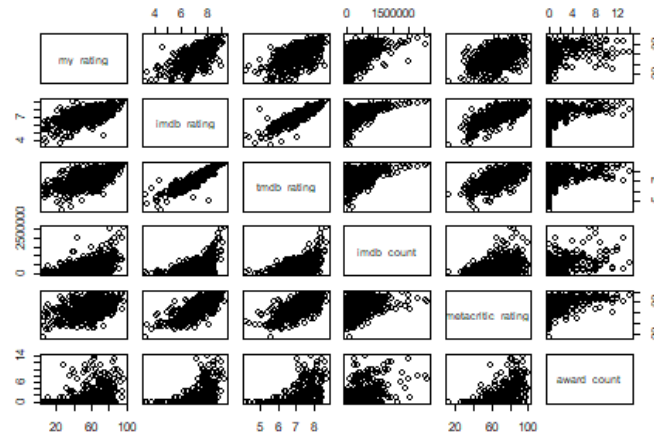 4 6 8 0 1500000 0 4 8 12
my rating
4 7
imdb rating
tmdb rating
0 2500000
imdb count
metacritic rating
0 6 14
award count
20 60 100 5 6 7 8 20 60 100